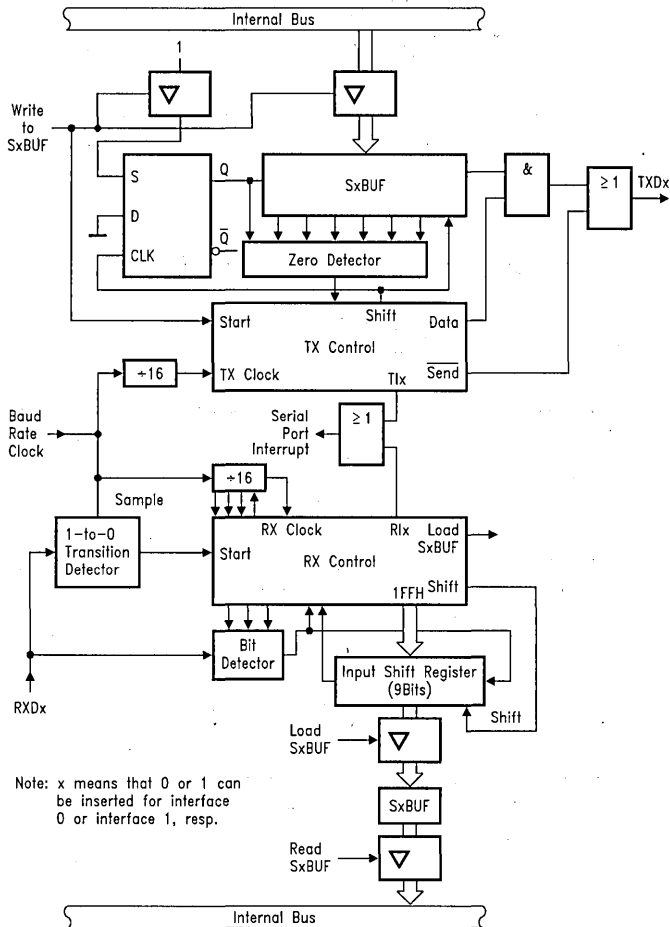 Internal Bus
1
Write
to
SxBUF
S
Q
D
Q̅
CLK
SxBUF
&
≥1
TXDx
Zero Detector
Shift
Start
Data
TX Control
TX Clock
TIx
S̅e̅n̅d̅
÷16
Baud
Rate
Clock
Serial
Port
Interrupt
≥1
Sample
÷16
1-to-0
Transition
Detector
RX Clock
RIx
Load
SxBUF
Start
RX Control
1FFH
Shift
Bit
Detector
RXDx
Input Shift Register
(9Bits)
Shift
Load
SxBUF
Note: x means that 0 or 1 can
be inserted for interface
0 or interface 1, resp.
SxBUF
Read
SxBUF
Internal Bus